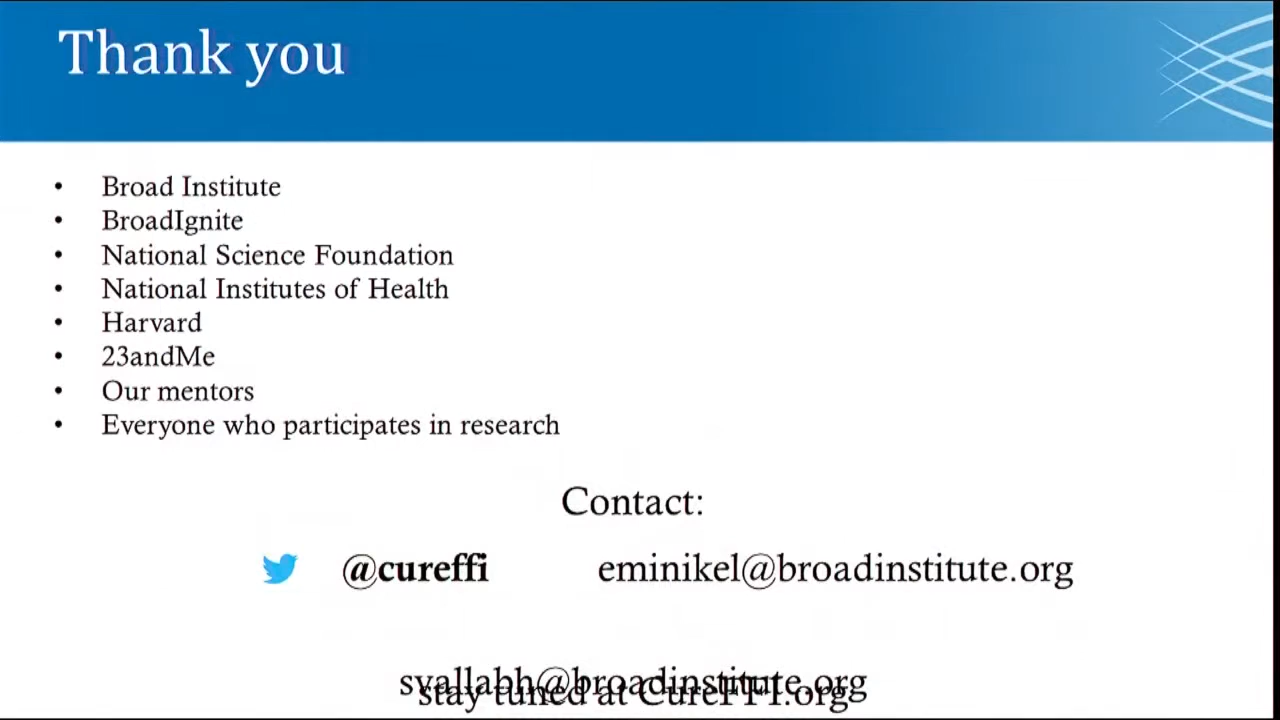 Thank you
• Broad Institute
• BroadIgnite
• National Science Foundation
• National Institutes of Health
• Harvard
• 23andMe
• Our mentors
• Everyone who participates in research
Contact:
@cureffi eminikel@broadinstitute.org
svallabh@broadinstitute.org
stay tuned at CureFFI.org